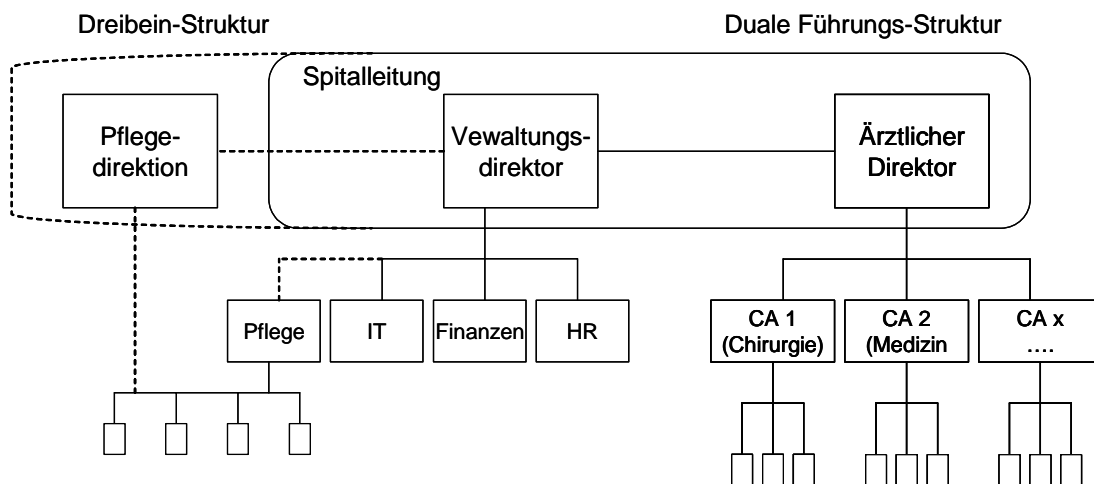 Dreibein-Struktur
Duale Führungs-Struktur
Spitalleitung
Pflege-
direktion
Vewaltungs-
direktor
Ärztlicher
Direktor
Pflege
IT
Finanzen
HR
CA 1
(Chirurgie)
CA 2
(Medizin
CA x
....